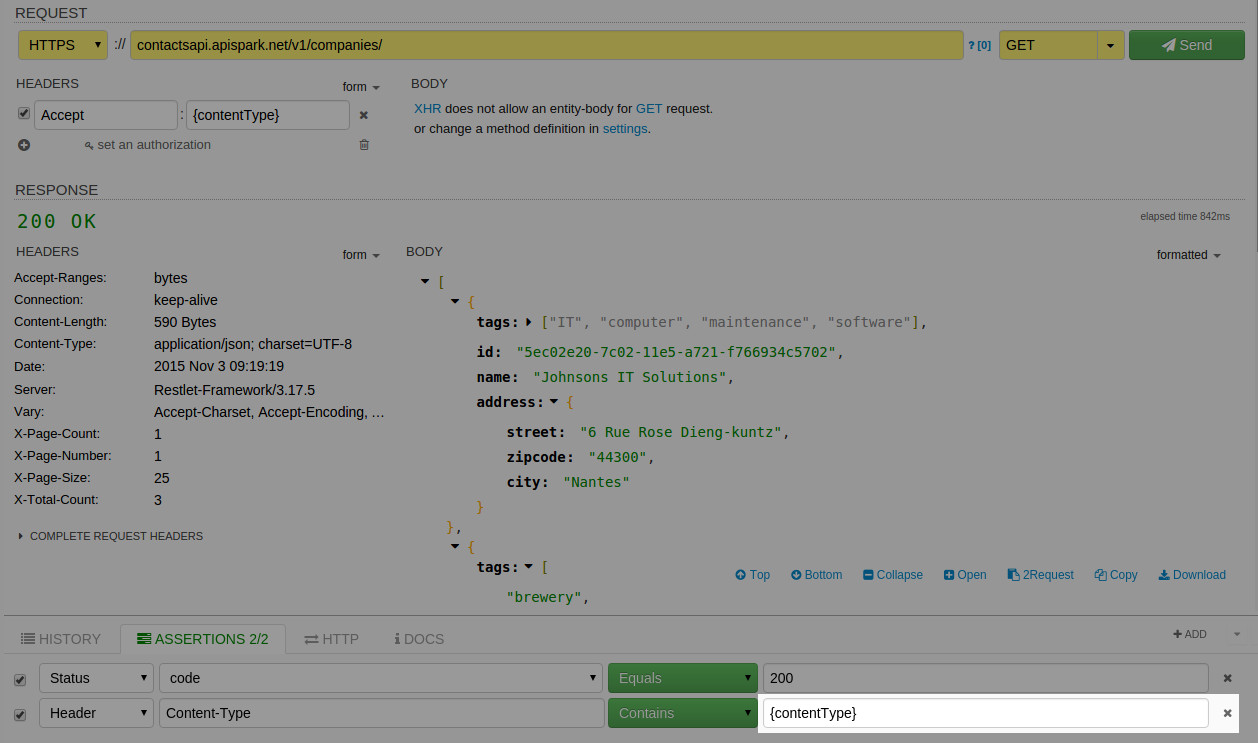 REQUEST
HTTPS :// contactsapi.apispark.net/v1/companies/ ? [0] GET Send
HEADERS form BODY
Accept : {contentType}
XHR does not allow an entity-body for GET request.
or change a method definition in settings.
set an authorization
RESPONSE
200 OK
elapsed time 842ms
HEADERS form BODY formatted
Accept-Ranges: bytes
Connection: keep-alive
Content-Length: 590 Bytes
Content-Type: application/json; charset=UTF-8
Date: 2015 Nov 3 09:19:19
Server: Restlet-Framework/3.17.5
Vary: Accept-Charset, Accept-Encoding, ...
X-Page-Count: 1
X-Page-Number: 1
X-Page-Size: 25
X-Total-Count: 3
COMPLETE REQUEST HEADERS
[
{
tags: ["IT", "computer", "maintenance", "software"],
id: "5ec02e20-7c02-11e5-a721-f766934c5702",
name: "Johnsons IT Solutions",
address: {
street: "6 Rue Rose Dieng-kuntz",
zipcode: "44300",
city: "Nantes"
}
},
{
tags: [
"brewery",
Top Bottom Collapse Open 2Request Copy Download
HISTORY ASSERTIONS 2/2 HTTP DOCS ADD
Status code Equals 200
Header Content-Type Contains {contentType}